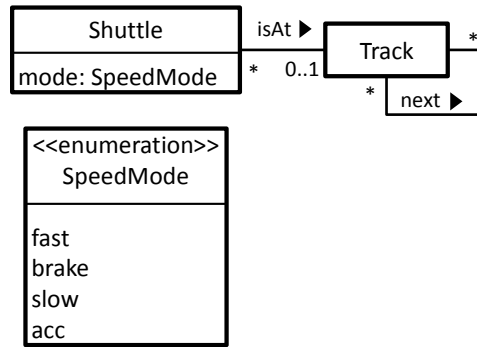 Shuttle
mode: SpeedMode
isAt ▶
*
0..1
Track
*
*
next ▶
<<enumeration>>
SpeedMode
fast
brake
slow
acc